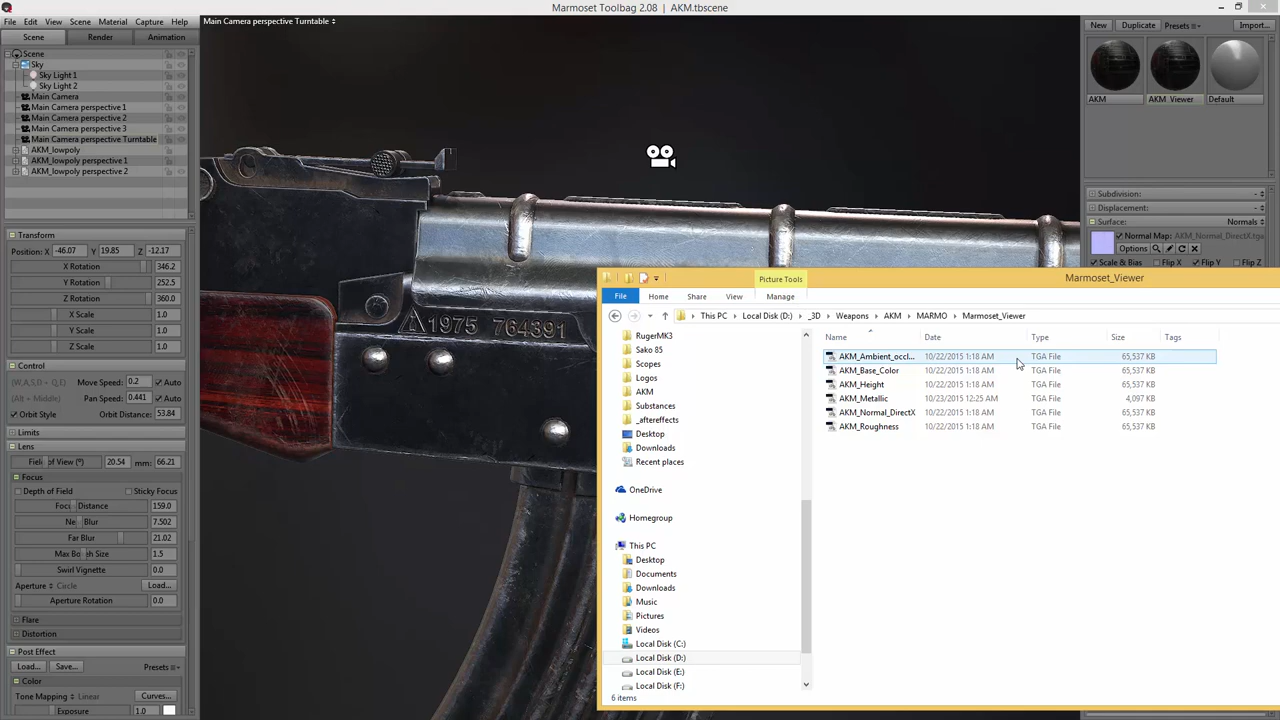 Marmoset Toolbag 2.08 | AKM.tbscene
File Edit View Scene Material Capture Help
Scene Render Animation
Scene
Sky
Sky Light 1
Sky Light 2
Main Camera
Main Camera perspective 1
Main Camera perspective 2
Main Camera perspective 3
Main Camera perspective Turntable
AKM_lowpoly
AKM_lowpoly perspective 1
AKM_lowpoly perspective 2
Transform
Position: X -46.07 Y 19.85 Z -12.17
X Rotation 346.2
Y Rotation 252.5
Z Rotation 360.0
X Scale 1.0
Y Scale 1.0
Z Scale 1.0
Control
(W,A,S,D + Q,E) Move Speed: 0.2 Auto
(A + Middle) Pan Speed: 0.441 Auto
Orbit Style Orbit Distance: 53.84
Limits
Lens
Field of View (°) 20.54 mm: 66.21
Focus
Depth of Field Sticky Focus
Distance 159.0
Blur 7.502
Far Blur 21.02
Max Bokeh Size 1.5
Swirl Vignette 0.0
Aperture Circle Load...
Aperture Rotation 0.0
Flare
Distortion
Post Effect
Load... Save... Presets
Color
Tone Mapping Linear Curves...
Exposure 1.0
Main Camera perspective Turntable
1975 764391
New Duplicate Presets Import...
AKM AKM_Viewer Default
Subdivision:
Displacement:
Surface: Normals
Normal Map: AKM_Normal_DirectX.tga
Options
Scale & Bias Flip X Flip Y Flip Z
Picture Tools
Marmoset_Viewer
File Home Share View Manage
This PC Local Disk (D:) _3D Weapons AKM MARMO Marmoset_Viewer
RugerMK3
Sako 85
Scopes
Logos
AKM
Substances
_aftereffects
Desktop
Downloads
Recent places
OneDrive
Homegroup
This PC
Desktop
Documents
Downloads
Music
Pictures
Videos
Local Disk (C:)
Local Disk (D:)
Local Disk (E:)
Local Disk (F:)
Name Date Type Size Tags
AKM_Ambient_occl... 10/22/2015 1:18 AM TGA File 65,537 KB
AKM_Base_Color 10/22/2015 1:18 AM TGA File 65,537 KB
AKM_Height 10/22/2015 1:18 AM TGA File 65,537 KB
AKM_Metallic 10/23/2015 12:25 AM TGA File 4,097 KB
AKM_Normal_DirectX 10/22/2015 1:18 AM TGA File 65,537 KB
AKM_Roughness 10/22/2015 1:18 AM TGA File 65,537 KB
6 items